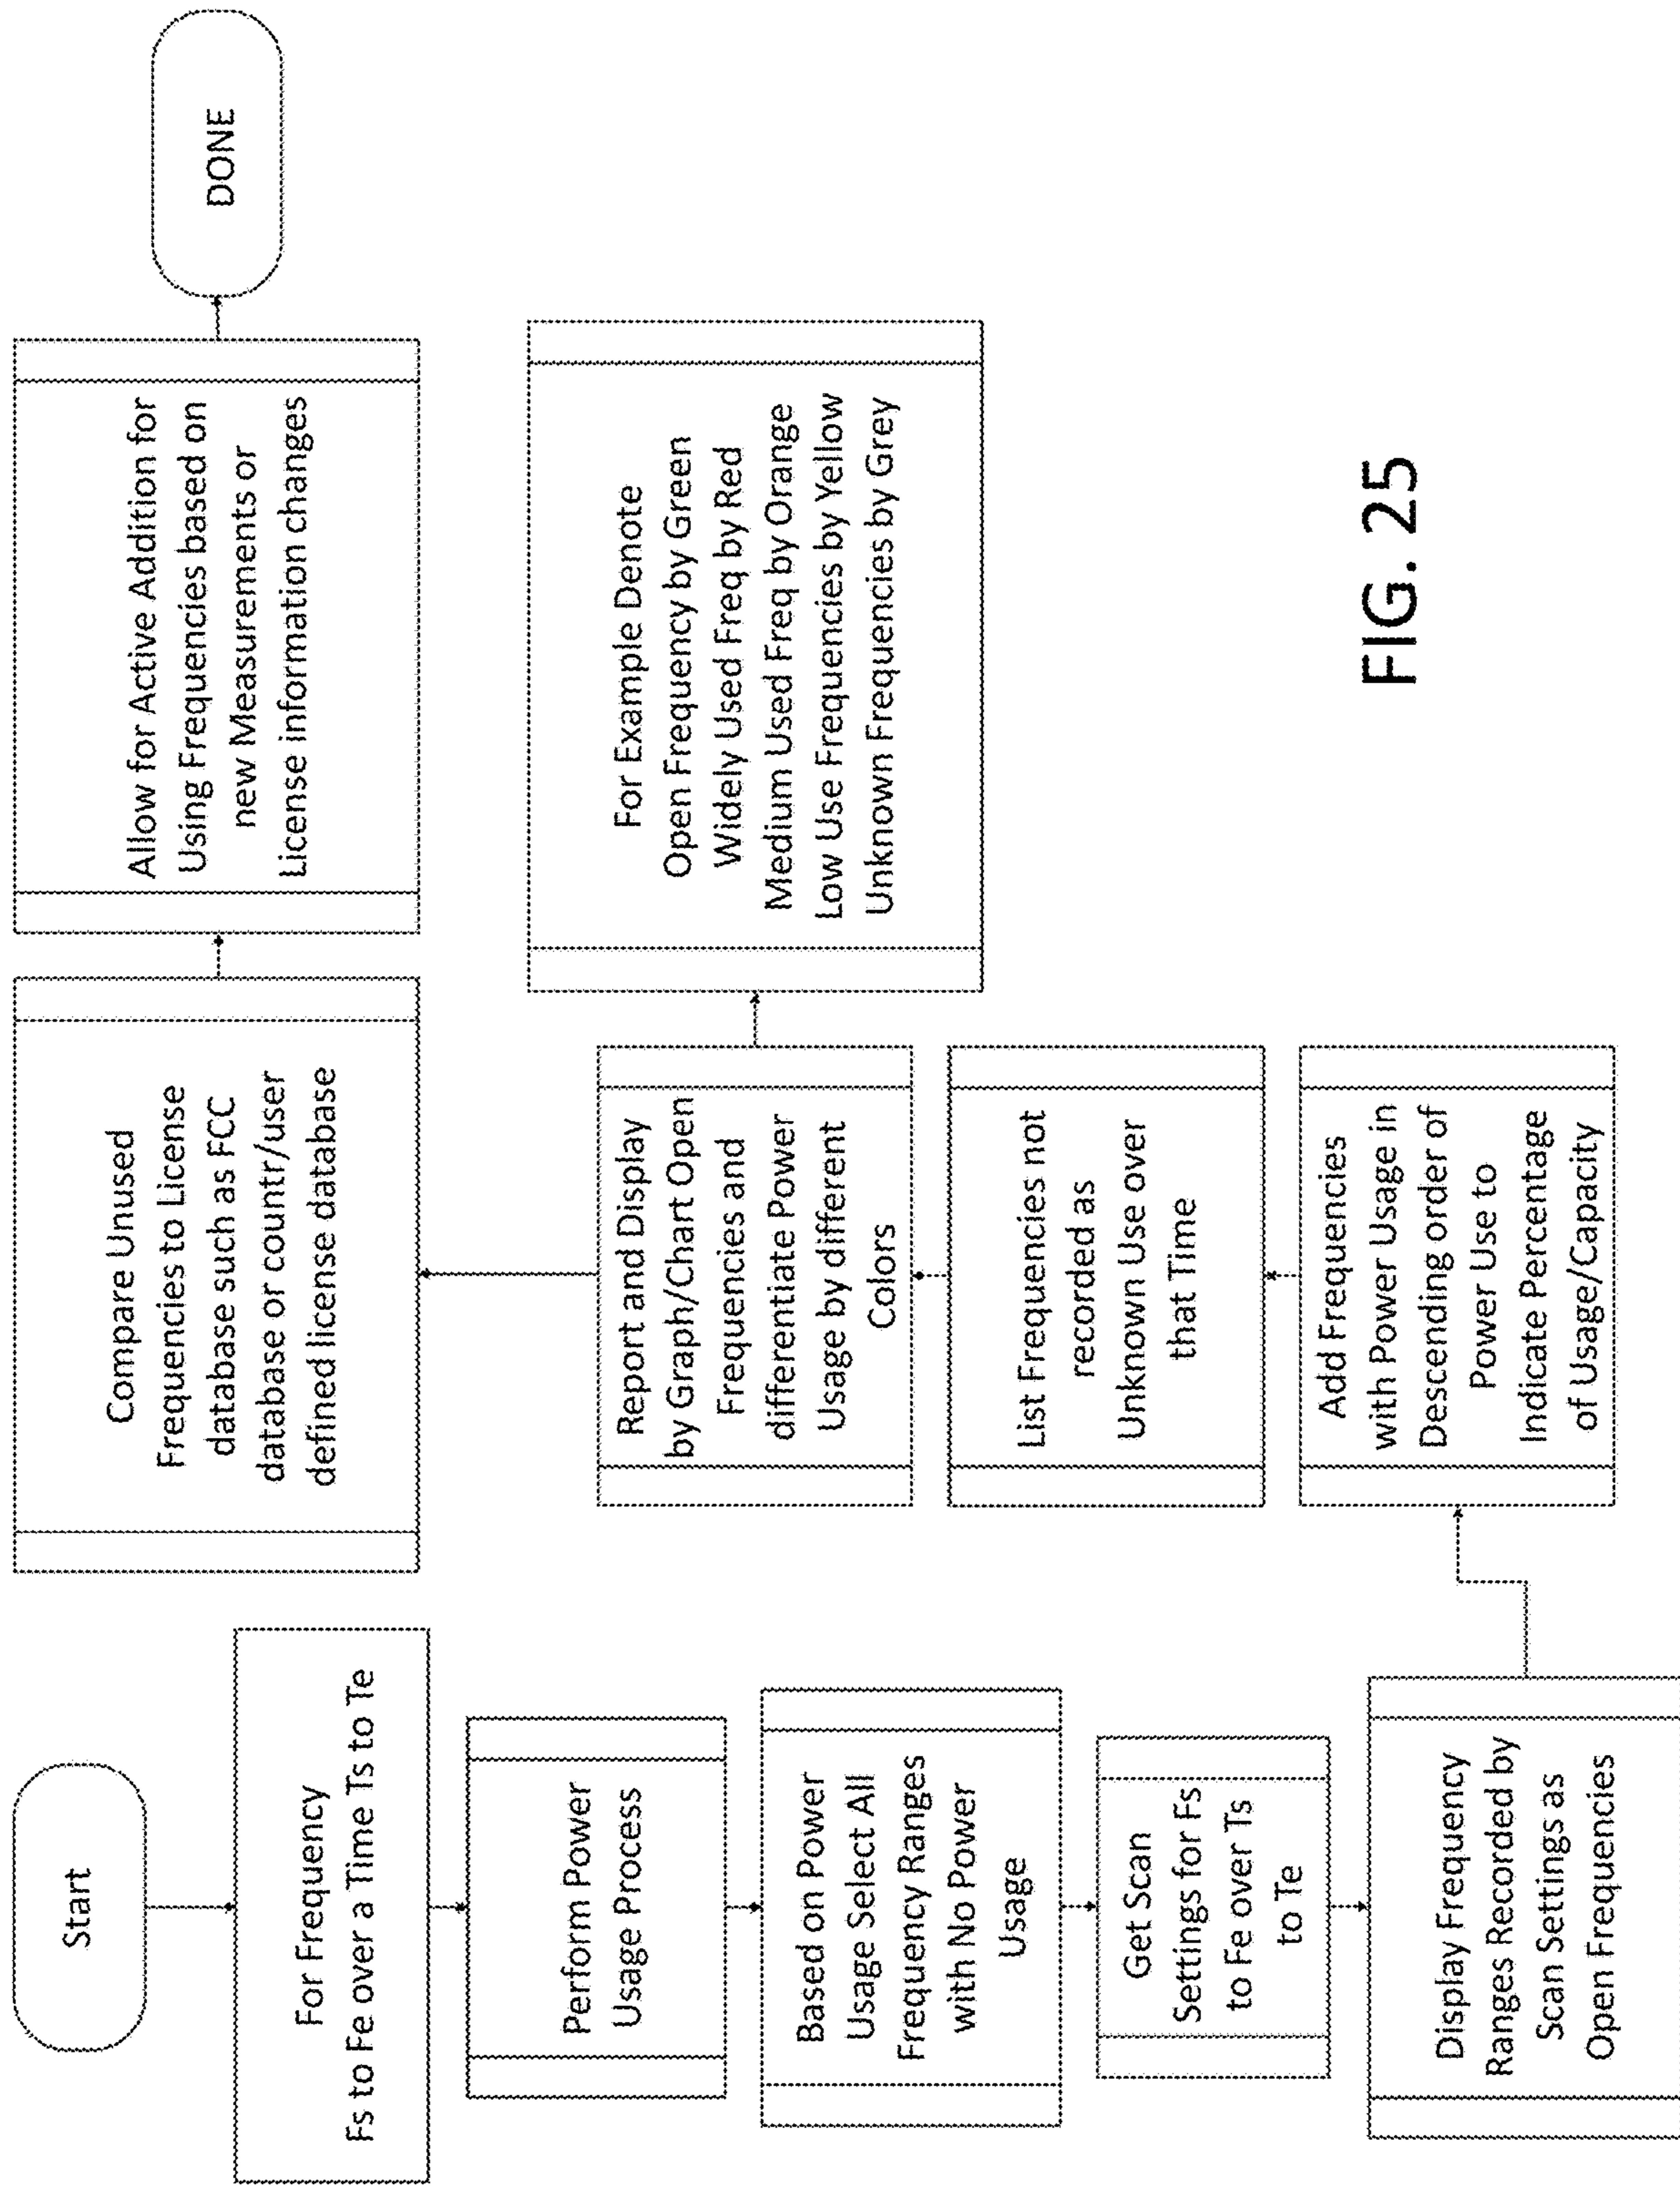 Start
For Frequency
Fs to Fe over a Time Ts to Te
Perform Power
Usage Process
Based on Power
Usage Select All
Frequency Ranges
with No Power
Usage
Get Scan
Settings for Fs
to Fe over Ts
to Te
Display Frequency
Ranges Recorded by
Scan Settings as
Open Frequencies
Add Frequencies
with Power Usage in
Descending order of
Power Use to
Indicate Percentage
of Usage/Capacity
List Frequencies not
recorded as
Unknown Use over
that Time
Report and Display
by Graph/Chart Open
Frequencies and
differentiate Power
Usage by different
Colors
For Example Denote
Open Frequency by Green
Widely Used Freq by Red
Medium Used Freq by Orange
Low Use Frequencies by Yellow
Unknown Frequencies by Grey
Compare Unused
Frequencies to License
database such as FCC
database or countr/user
defined license database
Allow for Active Addition for
Using Frequencies based on
new Measurements or
License information changes
DONE
FIG. 25